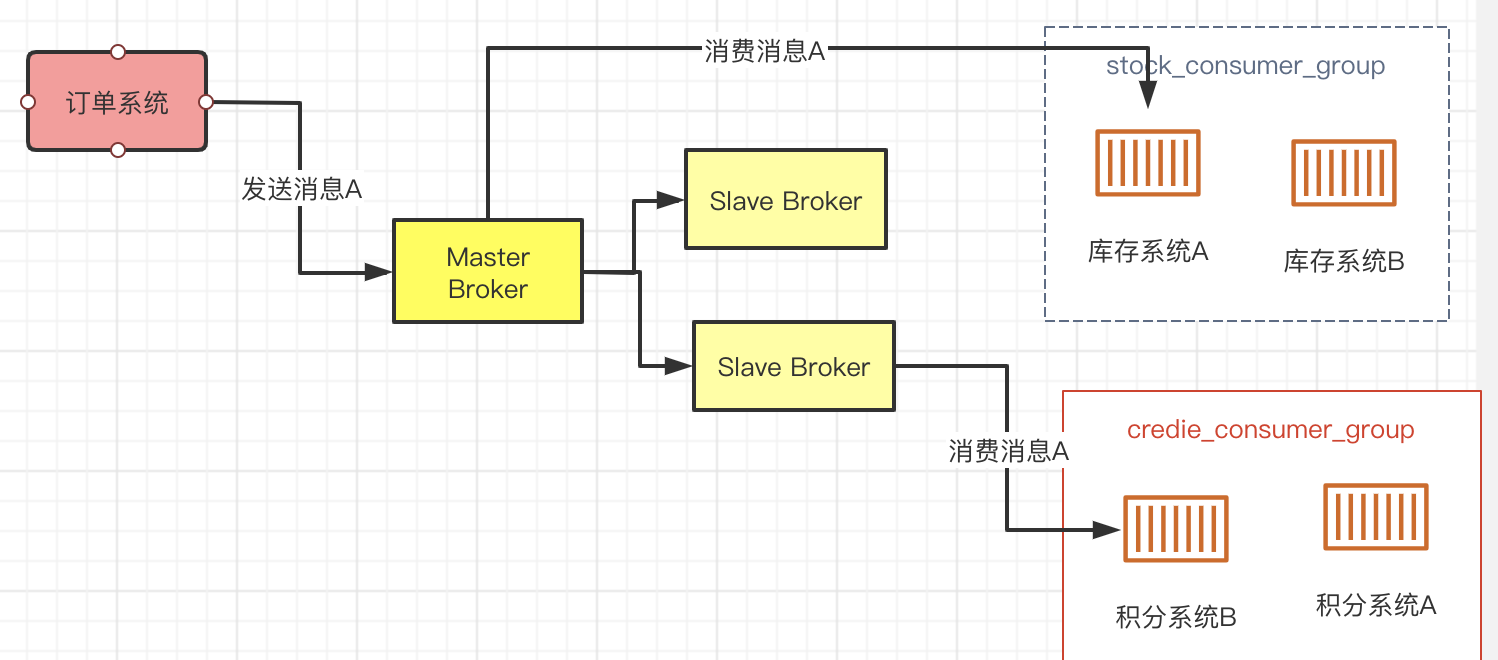 消费消息A
stock_consumer_group
订单系统
发送消息A
Slave Broker
Master
Broker
库存系统A
库存系统B
Slave Broker
credie_consumer_group
消费消息A
积分系统B
积分系统A